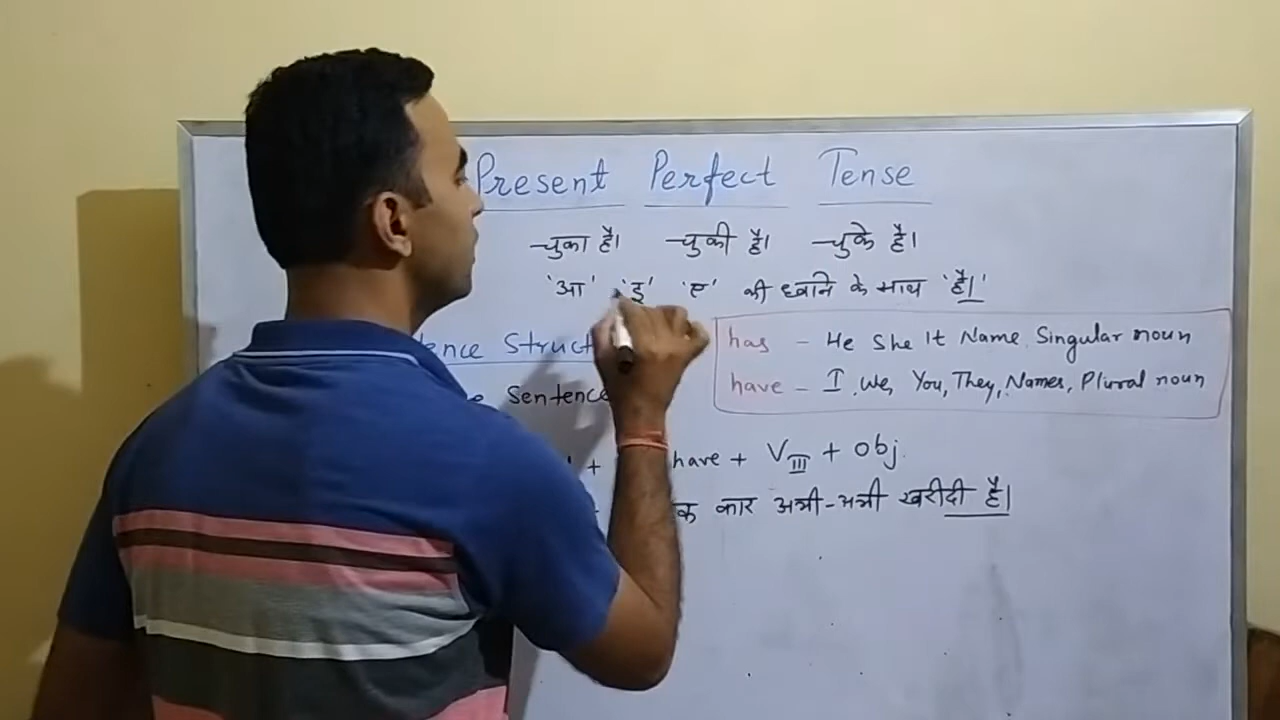 Present Perfect Tense
चुका है। चुकी है। चुके है।
'आ' 'इ' 'ए' की ध्वनि के साथ 'है।'
has - He She It Name Singular noun
Struct
have - I, We, You, They, Names, Plural noun
Sentence
+ have + VIII + obj.
कार अभी-अभी खरीदी है।